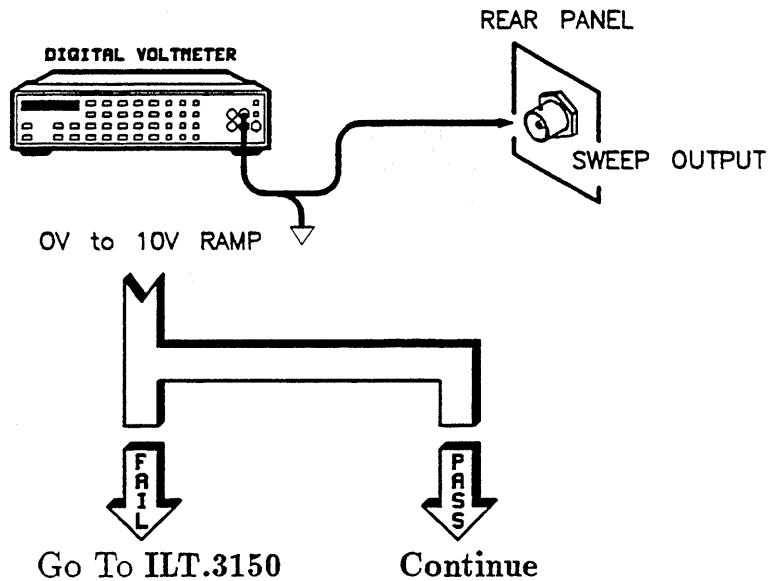 REAR PANEL
DIGITAL VOLTMETER
SWEEP OUTPUT
0V to 10V RAMP
FAIL
PASS
Go To ILT.3150
Continue